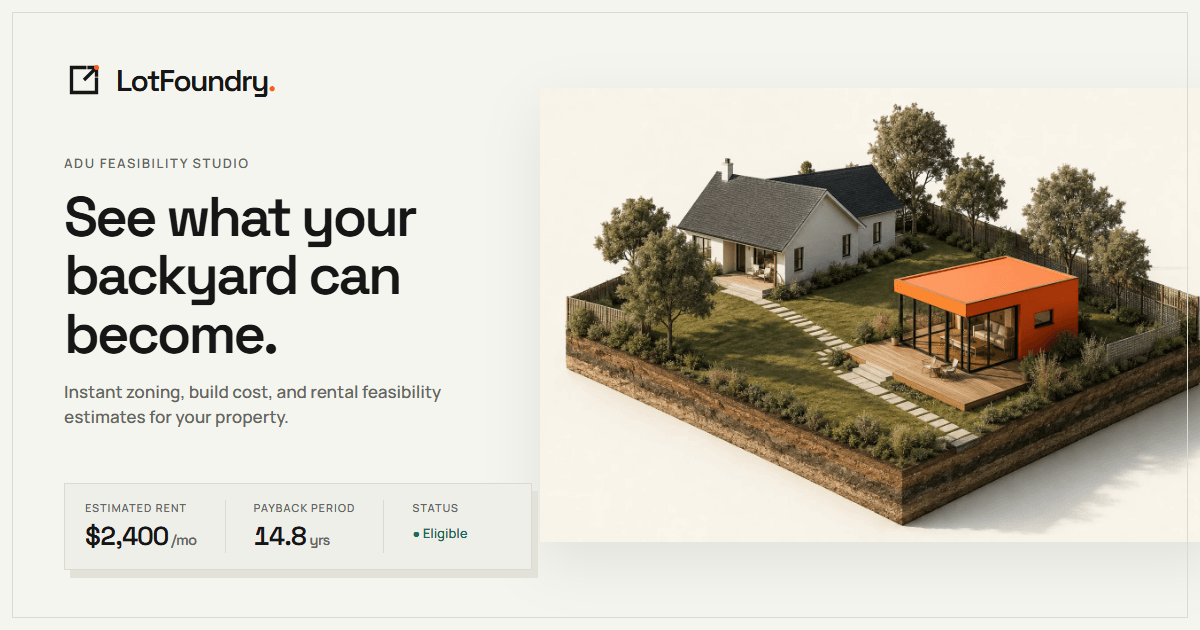 LotFoundry.
ADU FEASIBILITY STUDIO
See what your
backyard can
become.
Instant zoning, build cost, and rental feasibility
estimates for your property.
ESTIMATED RENT
$2,400 /mo
PAYBACK PERIOD
14.8 yrs
STATUS
• Eligible